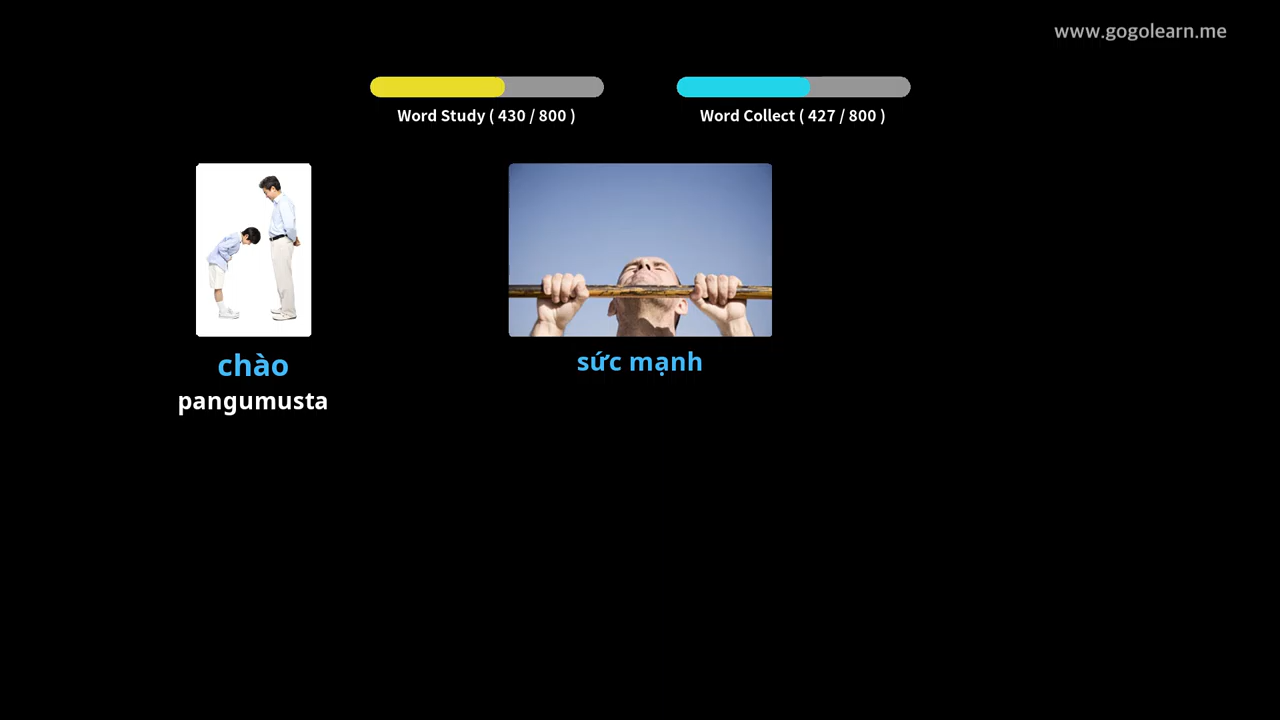 www.gogolearn.me
Word Study ( 430 / 800 )
Word Collect ( 427 / 800 )
chào
sức mạnh
pangumusta